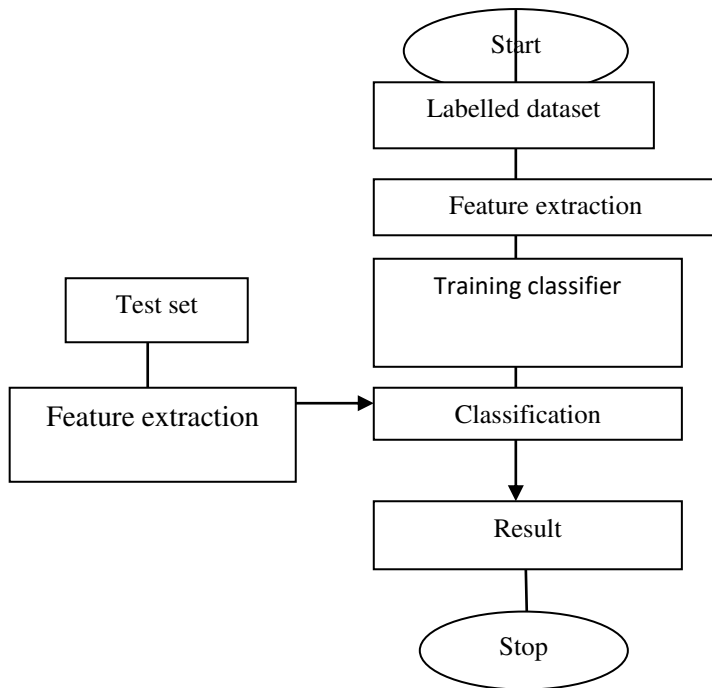 Start
Labelled dataset
Feature extraction
Training classifier
Test set
Feature extraction
Classification
Result
Stop